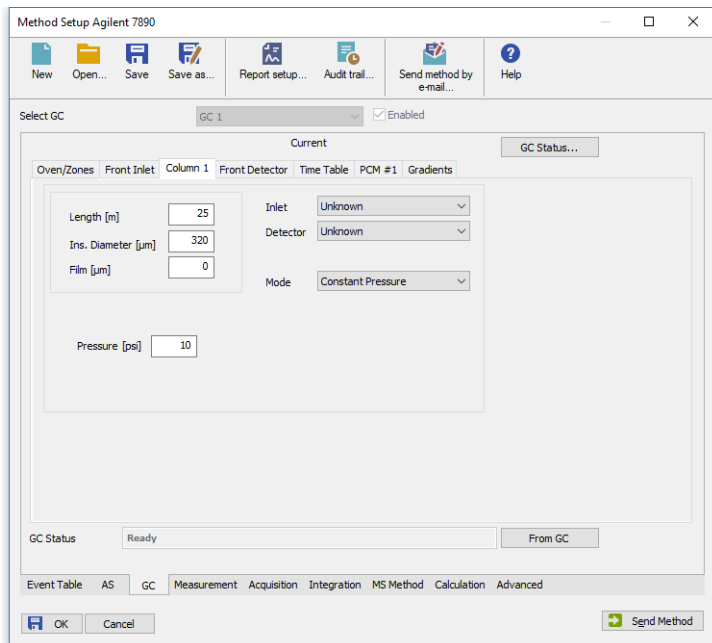 Method Setup Agilent 7890
New Open... Save Save as... Report setup... Audit trail... Send method by e-mail... Help
Select GC GC 1 Enabled
Current
GC Status...
Oven/Zones Front Inlet Column 1 Front Detector Time Table PCM #1 Gradients
Length [m] 25 Inlet Unknown
Ins. Diameter [µm] 320 Detector Unknown
Film [µm] 0
Mode Constant Pressure
Pressure [psi] 10
GC Status Ready From GC
Event Table AS GC Measurement Acquisition Integration MS Method Calculation Advanced
OK Cancel Send Method